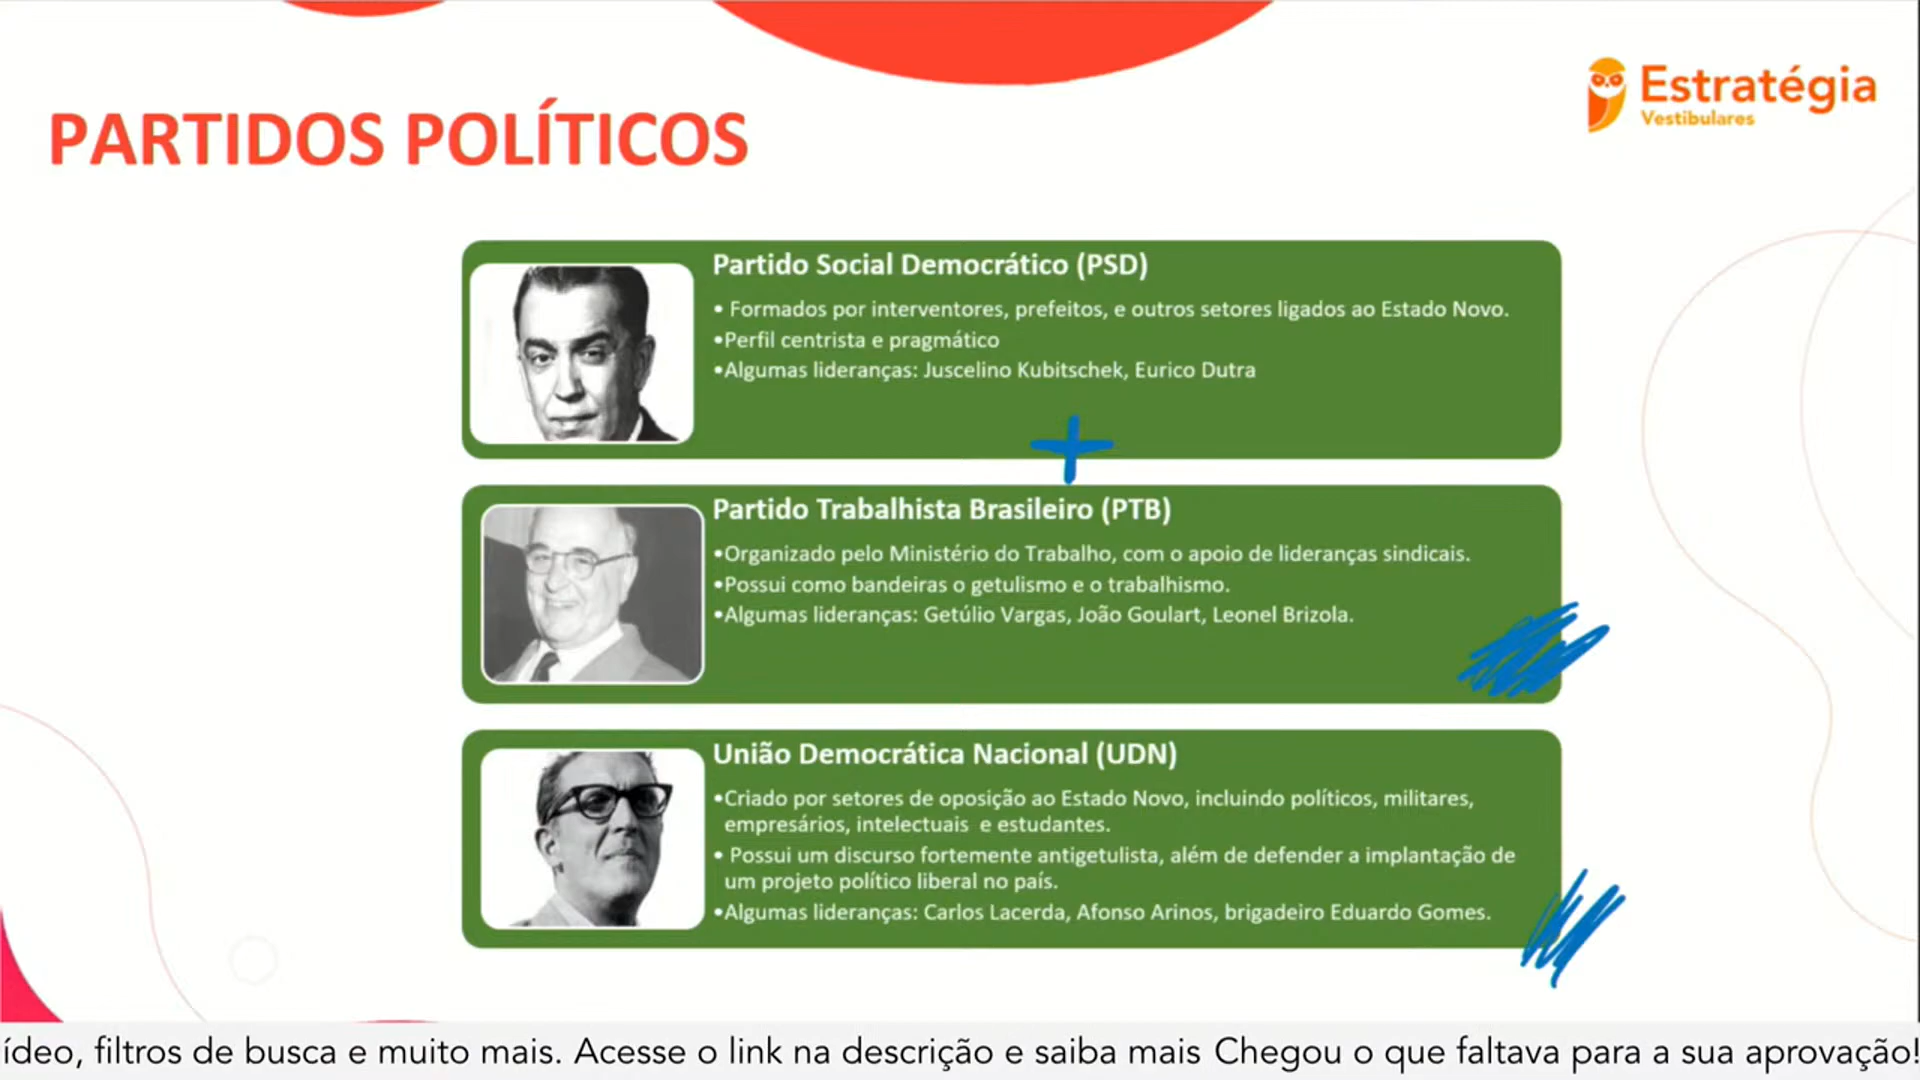 Estratégia
Vestibulares
PARTIDOS POLÍTICOS
Partido Social Democrático (PSD)
• Formados por interventores, prefeitos, e outros setores ligados ao Estado Novo.
•Perfil centrista e pragmático
•Algumas lideranças: Juscelino Kubitschek, Eurico Dutra
Partido Trabalhista Brasileiro (PTB)
•Organizado pelo Ministério do Trabalho, com o apoio de lideranças sindicais.
•Possui como bandeiras o getulismo e o trabalhismo.
•Algumas lideranças: Getúlio Vargas, João Goulart, Leonel Brizola.
União Democrática Nacional (UDN)
•Criado por setores de oposição ao Estado Novo, incluindo políticos, militares,
empresários, intelectuais e estudantes.
• Possui um discurso fortemente antigetulista, além de defender a implantação de
um projeto político liberal no país.
•Algumas lideranças: Carlos Lacerda, Afonso Arinos, brigadeiro Eduardo Gomes.
ídeo, filtros de busca e muito mais. Acesse o link na descrição e saiba mais Chegou o que faltava para a sua aprovação!